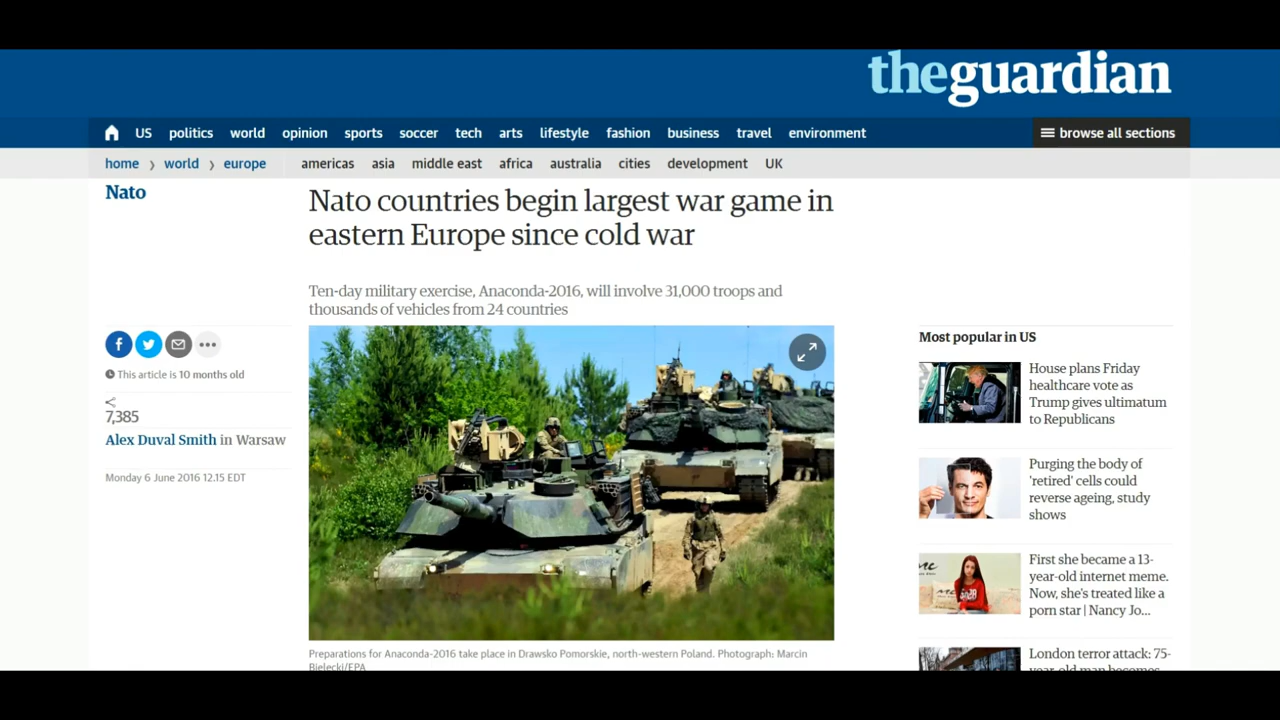 theguardian
US politics world opinion sports soccer tech arts lifestyle fashion business travel environment browse all sections
home › world › europe americas asia middle east africa australia cities development UK
Nato
Nato countries begin largest war game in
eastern Europe since cold war
Ten-day military exercise, Anaconda-2016, will involve 31,000 troops and
thousands of vehicles from 24 countries
This article is 10 months old
7,385
Alex Duval Smith in Warsaw
Monday 6 June 2016 12.15 EDT
Preparations for Anaconda-2016 take place in Drawsko Pomorskie, north-western Poland. Photograph: Marcin
Bielecki/EPA
Most popular in US
House plans Friday
healthcare vote as
Trump gives ultimatum
to Republicans
Purging the body of
'retired' cells could
reverse ageing, study
shows
First she became a 13-
year-old internet meme.
Now, she's treated like a
porn star | Nancy Jo...
London terror attack: 75-
year-old man becomes